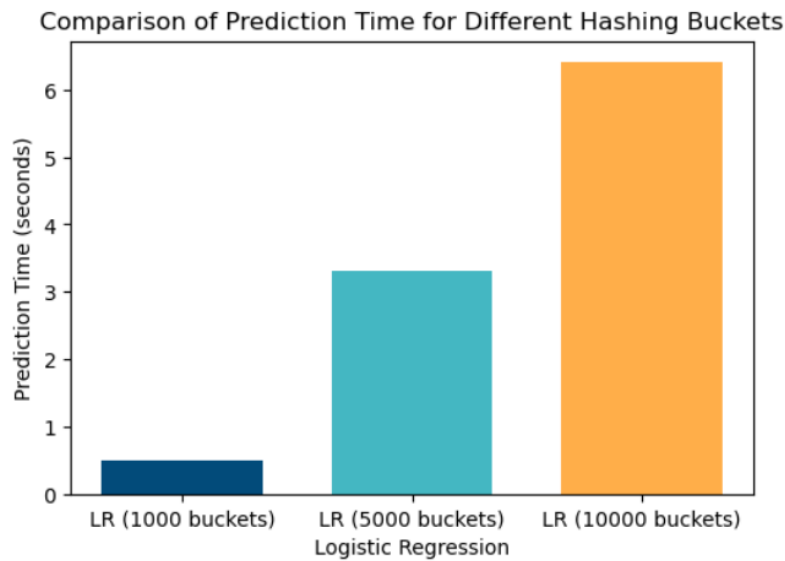 Comparison of Prediction Time for Different Hashing Buckets
Prediction Time (seconds)
6
5
4
3
2
1
0
LR (1000 buckets) LR (5000 buckets) LR (10000 buckets)
Logistic Regression